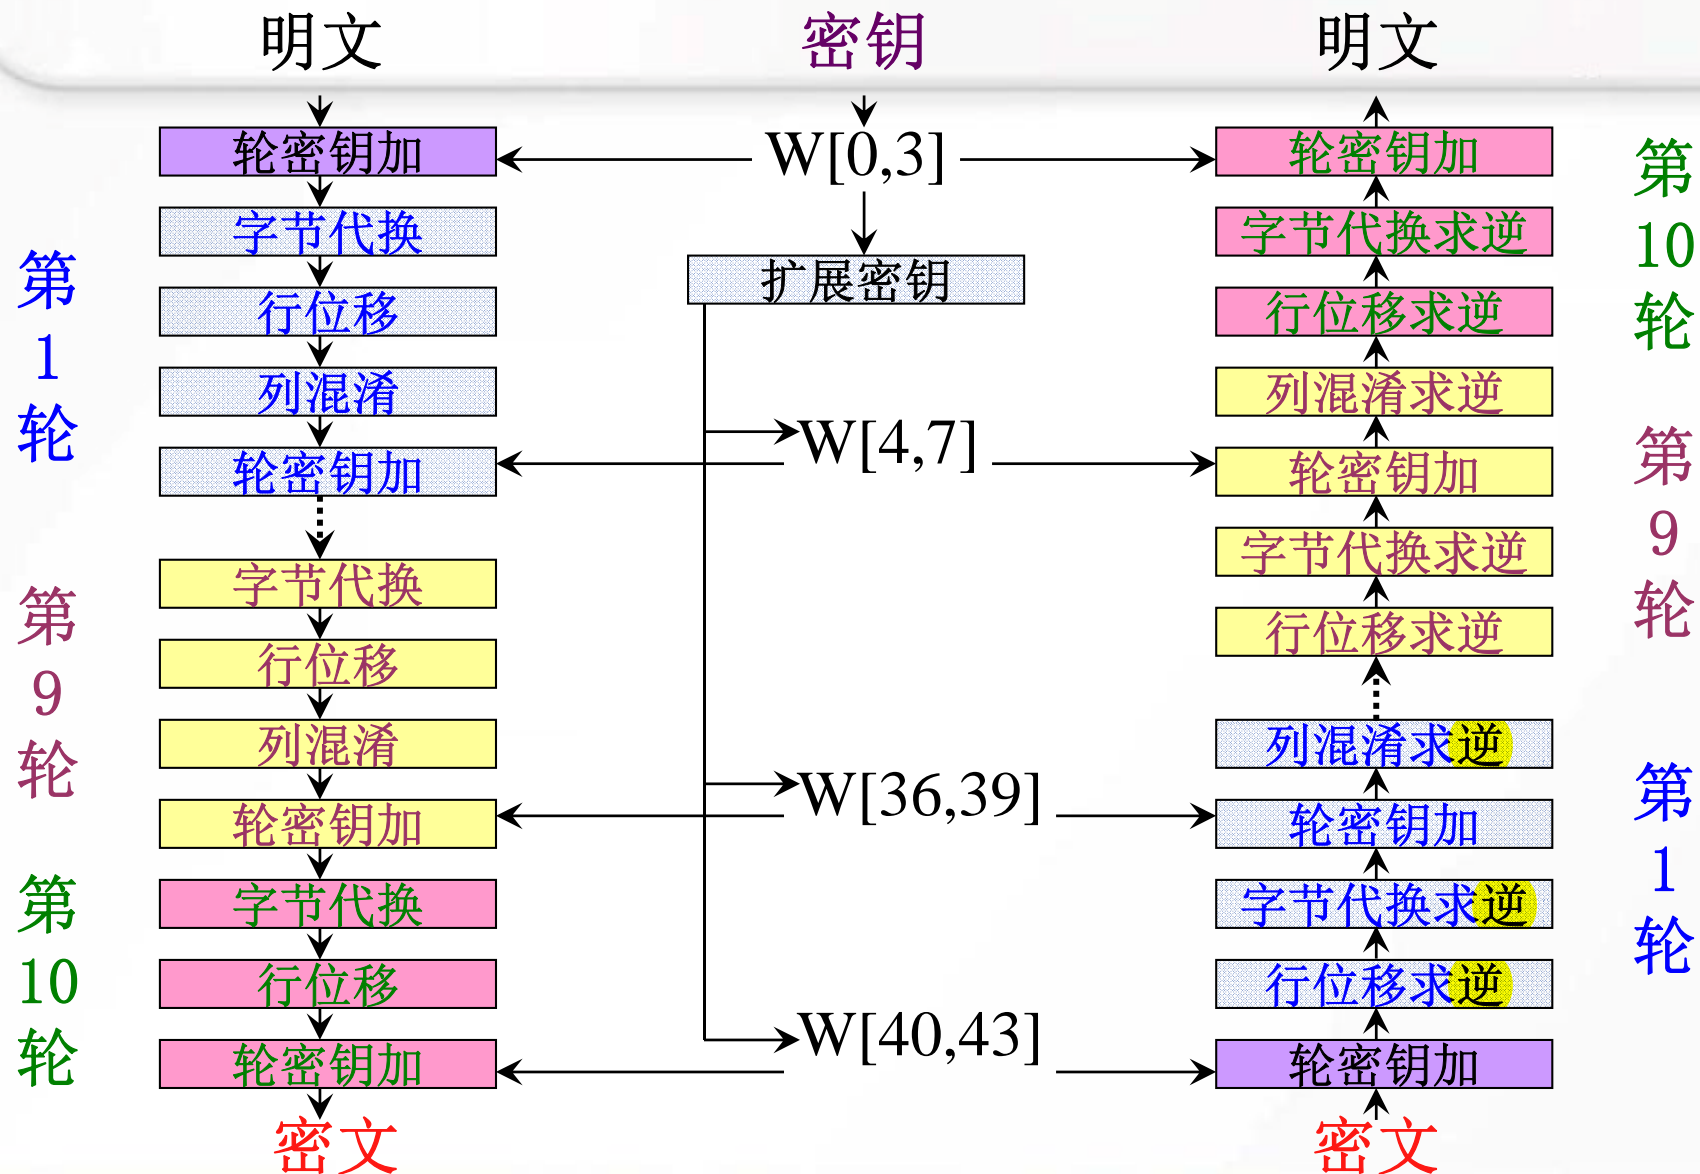 明文
密钥
明文
轮密钥加
W[0,3]
轮密钥加
字节代换
字节代换求逆
扩展密钥
行位移
行位移求逆
列混淆
列混淆求逆
W[4,7]
轮密钥加
轮密钥加
字节代换
字节代换求逆
行位移
行位移求逆
列混淆
列混淆求逆
W[36,39]
轮密钥加
轮密钥加
字节代换
字节代换求逆
行位移
行位移求逆
W[40,43]
轮密钥加
轮密钥加
密文
密文
第1轮
第9轮
第10轮
第10轮
第9轮
第1轮